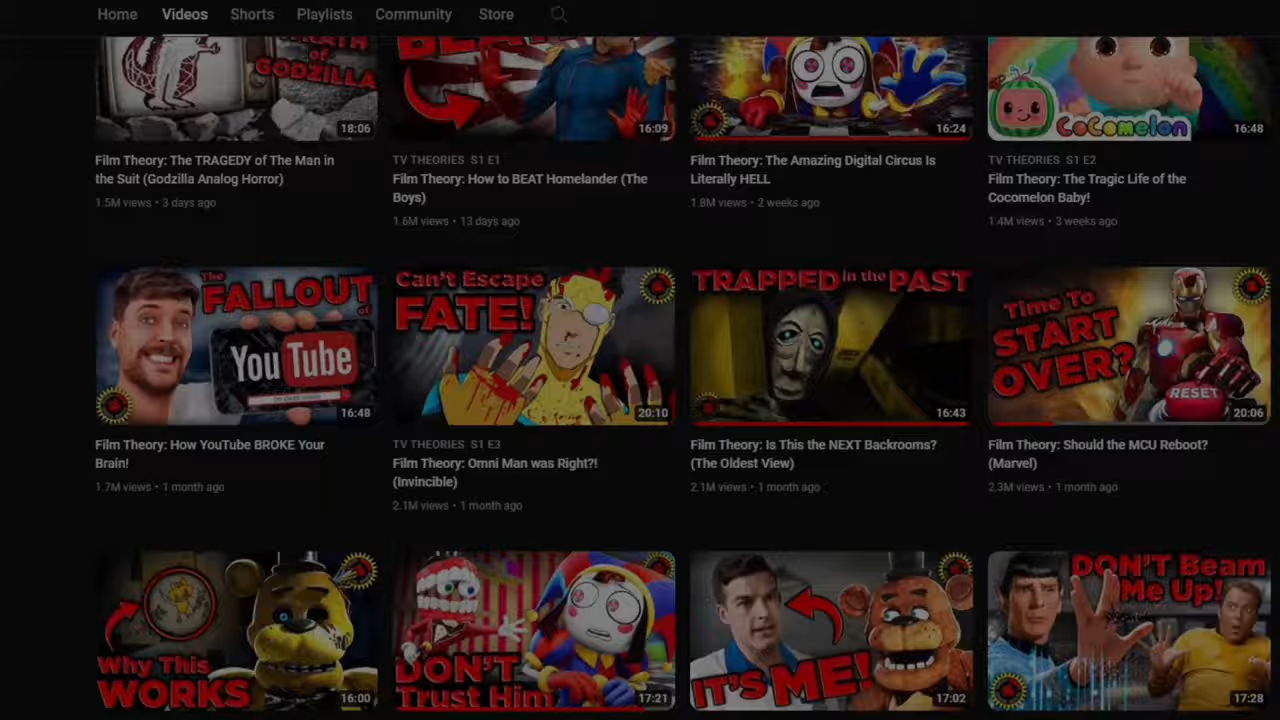 Home Videos Shorts Playlists Community Store
WRATH
of
GODZILLA
18:06
BEAT
16:09
16:24
CoComelon
16:48
Film Theory: The TRAGEDY of The Man in
the Suit (Godzilla Analog Horror)
1.5M views • 3 days ago
TV THEORIES S1 E1
Film Theory: How to BEAT Homelander (The
Boys)
1.6M views • 13 days ago
Film Theory: The Amazing Digital Circus Is
Literally HELL
1.8M views • 2 weeks ago
TV THEORIES S1 E2
Film Theory: The Tragic Life of the
Cocomelon Baby!
1.4M views • 3 weeks ago
The
FALLOUT
of
YouTube
16:48
Can't Escape
FATE!
20:10
TRAPPED in the PAST
16:43
Time To
START
OVER?
RESET
20:06
Film Theory: How YouTube BROKE Your
Brain!
1.7M views • 1 month ago
TV THEORIES S1 E3
Film Theory: Omni Man was Right?!
(Invincible)
2.1M views • 1 month ago
Film Theory: Is This the NEXT Backrooms?
(The Oldest View)
2.1M views • 1 month ago
Film Theory: Should the MCU Reboot?
(Marvel)
2.3M views • 1 month ago
Why This
WORKS
16:00
DON'T
Trust Him
17:21
IT'S ME!
17:02
DON'T Beam
Me Up!
17:28